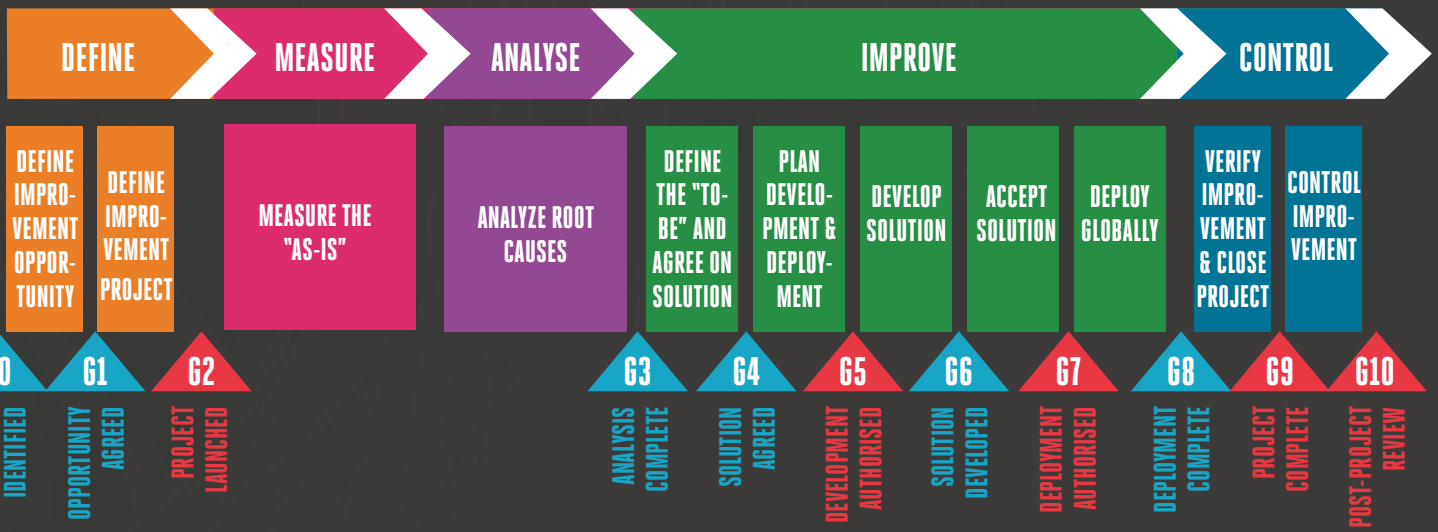 DEFINE
MEASURE
ANALYSE
IMPROVE
CONTROL
DEFINE
IMPRO-
VEMENT
OPPOR-
TUNITY
DEFINE
IMPRO-
VEMENT
PROJECT
MEASURE THE
"AS-IS"
ANALYZE ROOT
CAUSES
DEFINE
THE "TO-
BE" AND
AGREE ON
SOLUTION
PLAN
DEVELO-
PMENT &
DEPLOY-
MENT
DEVELOP
SOLUTION
ACCEPT
SOLUTION
DEPLOY
GLOBALLY
VERIFY
IMPRO-
VEMENT
& CLOSE
PROJECT
CONTROL
IMPRO-
VEMENT
0
G1
G2
G3
G4
G5
G6
G7
G8
G9
G10
IDENTIFIED
OPPORTUNITY
AGREED
PROJECT
LAUNCHED
ANALYSIS
COMPLETE
SOLUTION
AGREED
DEVELOPMENT
AUTHORISED
SOLUTION
DEVELOPED
DEPLOYMENT
AUTHORISED
DEPLOYMENT
COMPLETE
PROJECT
COMPLETE
POST-PROJECT
REVIEW